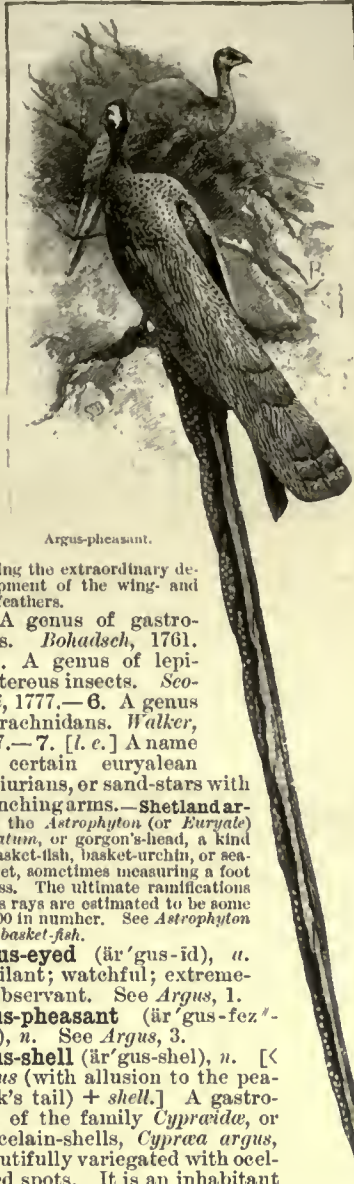 Argus-pheasant.
ing the extraordinary de-
opment of the wing- and
feathers.
A genus of gastro-
s. Bohadsch, 1761.
. A genus of lepi-
tereus insects. Sco-
, 1777.—6. A genus
rachnidans. Walker,
7.—7. [l. c.] A name
certain euryalean
iurians, or sand-stars with
nching arms.—Shetland ar-
the Astrophyton (or Euryale)
atum, or gorgon's-head, a kind
asket-fish, basket-urchin, or sea-
et, sometimes measuring a foot
ss. The ultimate ramifications
s rays are estimated to be some
00 in number. See Astrophyton
basket-fish.
us-eyed (är′gus-īd), a.
ilant; watchful; extreme-
bservant. See Argus, 1.
us-pheasant (är′gus-fez″-
), n. See Argus, 3.
us-shell (är′gus-shel), n. [<
us (with allusion to the pea-
k's tail) + shell.] A gastro-
of the family Cypræidæ, or
celain-shells, Cypræa argus,
utifully variegated with ocel-
ed spots. It is an inhabitant